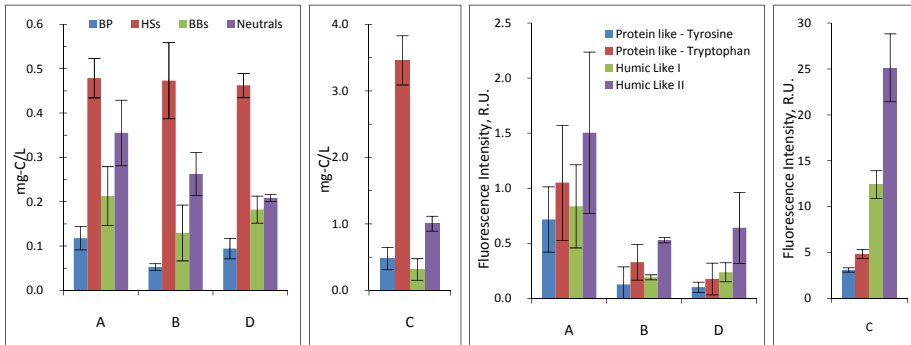 BP HSs BBs Neutrals
0.6
0.5
0.4
0.3
0.2
0.1
0.0
mg-C/L
A B D
4.0
3.0
2.0
1.0
0.0
mg-C/L
C
Protein like - Tyrosine
Protein like - Tryptophan
Humic Like I
Humic Like II
2.5
2.0
1.5
1.0
0.5
0.0
Fluorescence Intensity, R.U.
A B D
30
25
20
15
10
5
0
Fluorescence Intensity, R.U.
C